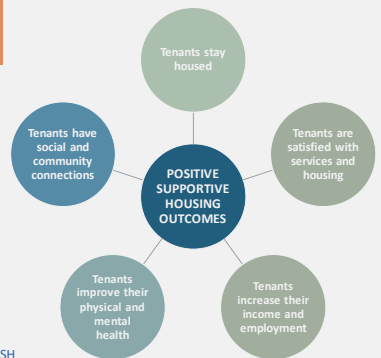 Tenants stay
housed
Tenants have
social and
community
connections
Tenants are
satisfied with
services and
housing
POSITIVE
SUPPORTIVE
HOUSING
OUTCOMES
Tenants
improve their
physical and
mental
health
Tenants
increase their
income and
employment
SH